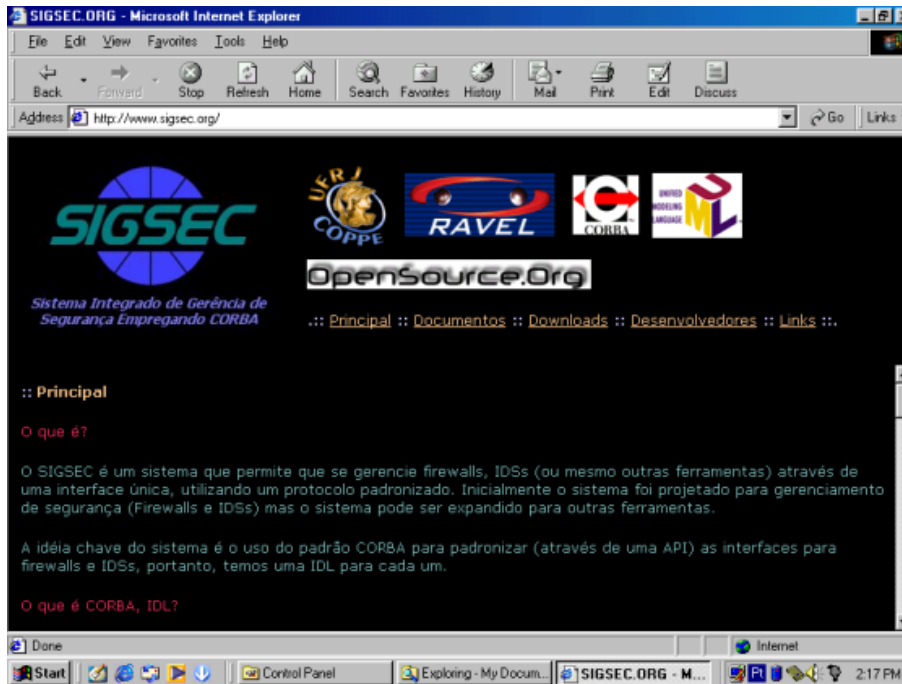 SIGSEC.ORG - Microsoft Internet Explorer
File Edit View Favorites Tools Help
Back Forward Stop Refresh Home Search Favorites History Mail Print Edit Discuss
Address http://www.sigsec.org/ Go Links
SIGSEC
Sistema Integrado de Gerência de
Segurança Empregando CORBA
UFRJ
COPPE
RAVEL
CORBA
UNIFIED
MODELING
LANGUAGE
UML
OpenSource.Org
.:: Principal :: Documentos :: Downloads :: Desenvolvedores :: Links ::.
:: Principal
O que é?
O SIGSEC é um sistema que permite que se gerencie firewalls, IDSs (ou mesmo outras ferramentas) através de
uma interface única, utilizando um protocolo padronizado. Inicialmente o sistema foi projetado para gerenciamento
de segurança (Firewalls e IDSs) mas o sistema pode ser expandido para outras ferramentas.
A idéia chave do sistema é o uso do padrão CORBA para padronizar (através de uma API) as interfaces para
firewalls e IDSs, portanto, temos uma IDL para cada um.
O que é CORBA, IDL?
Done Internet
Start Control Panel Exploring - My Docum... SIGSEC.ORG - M... Pt 2:17 PM